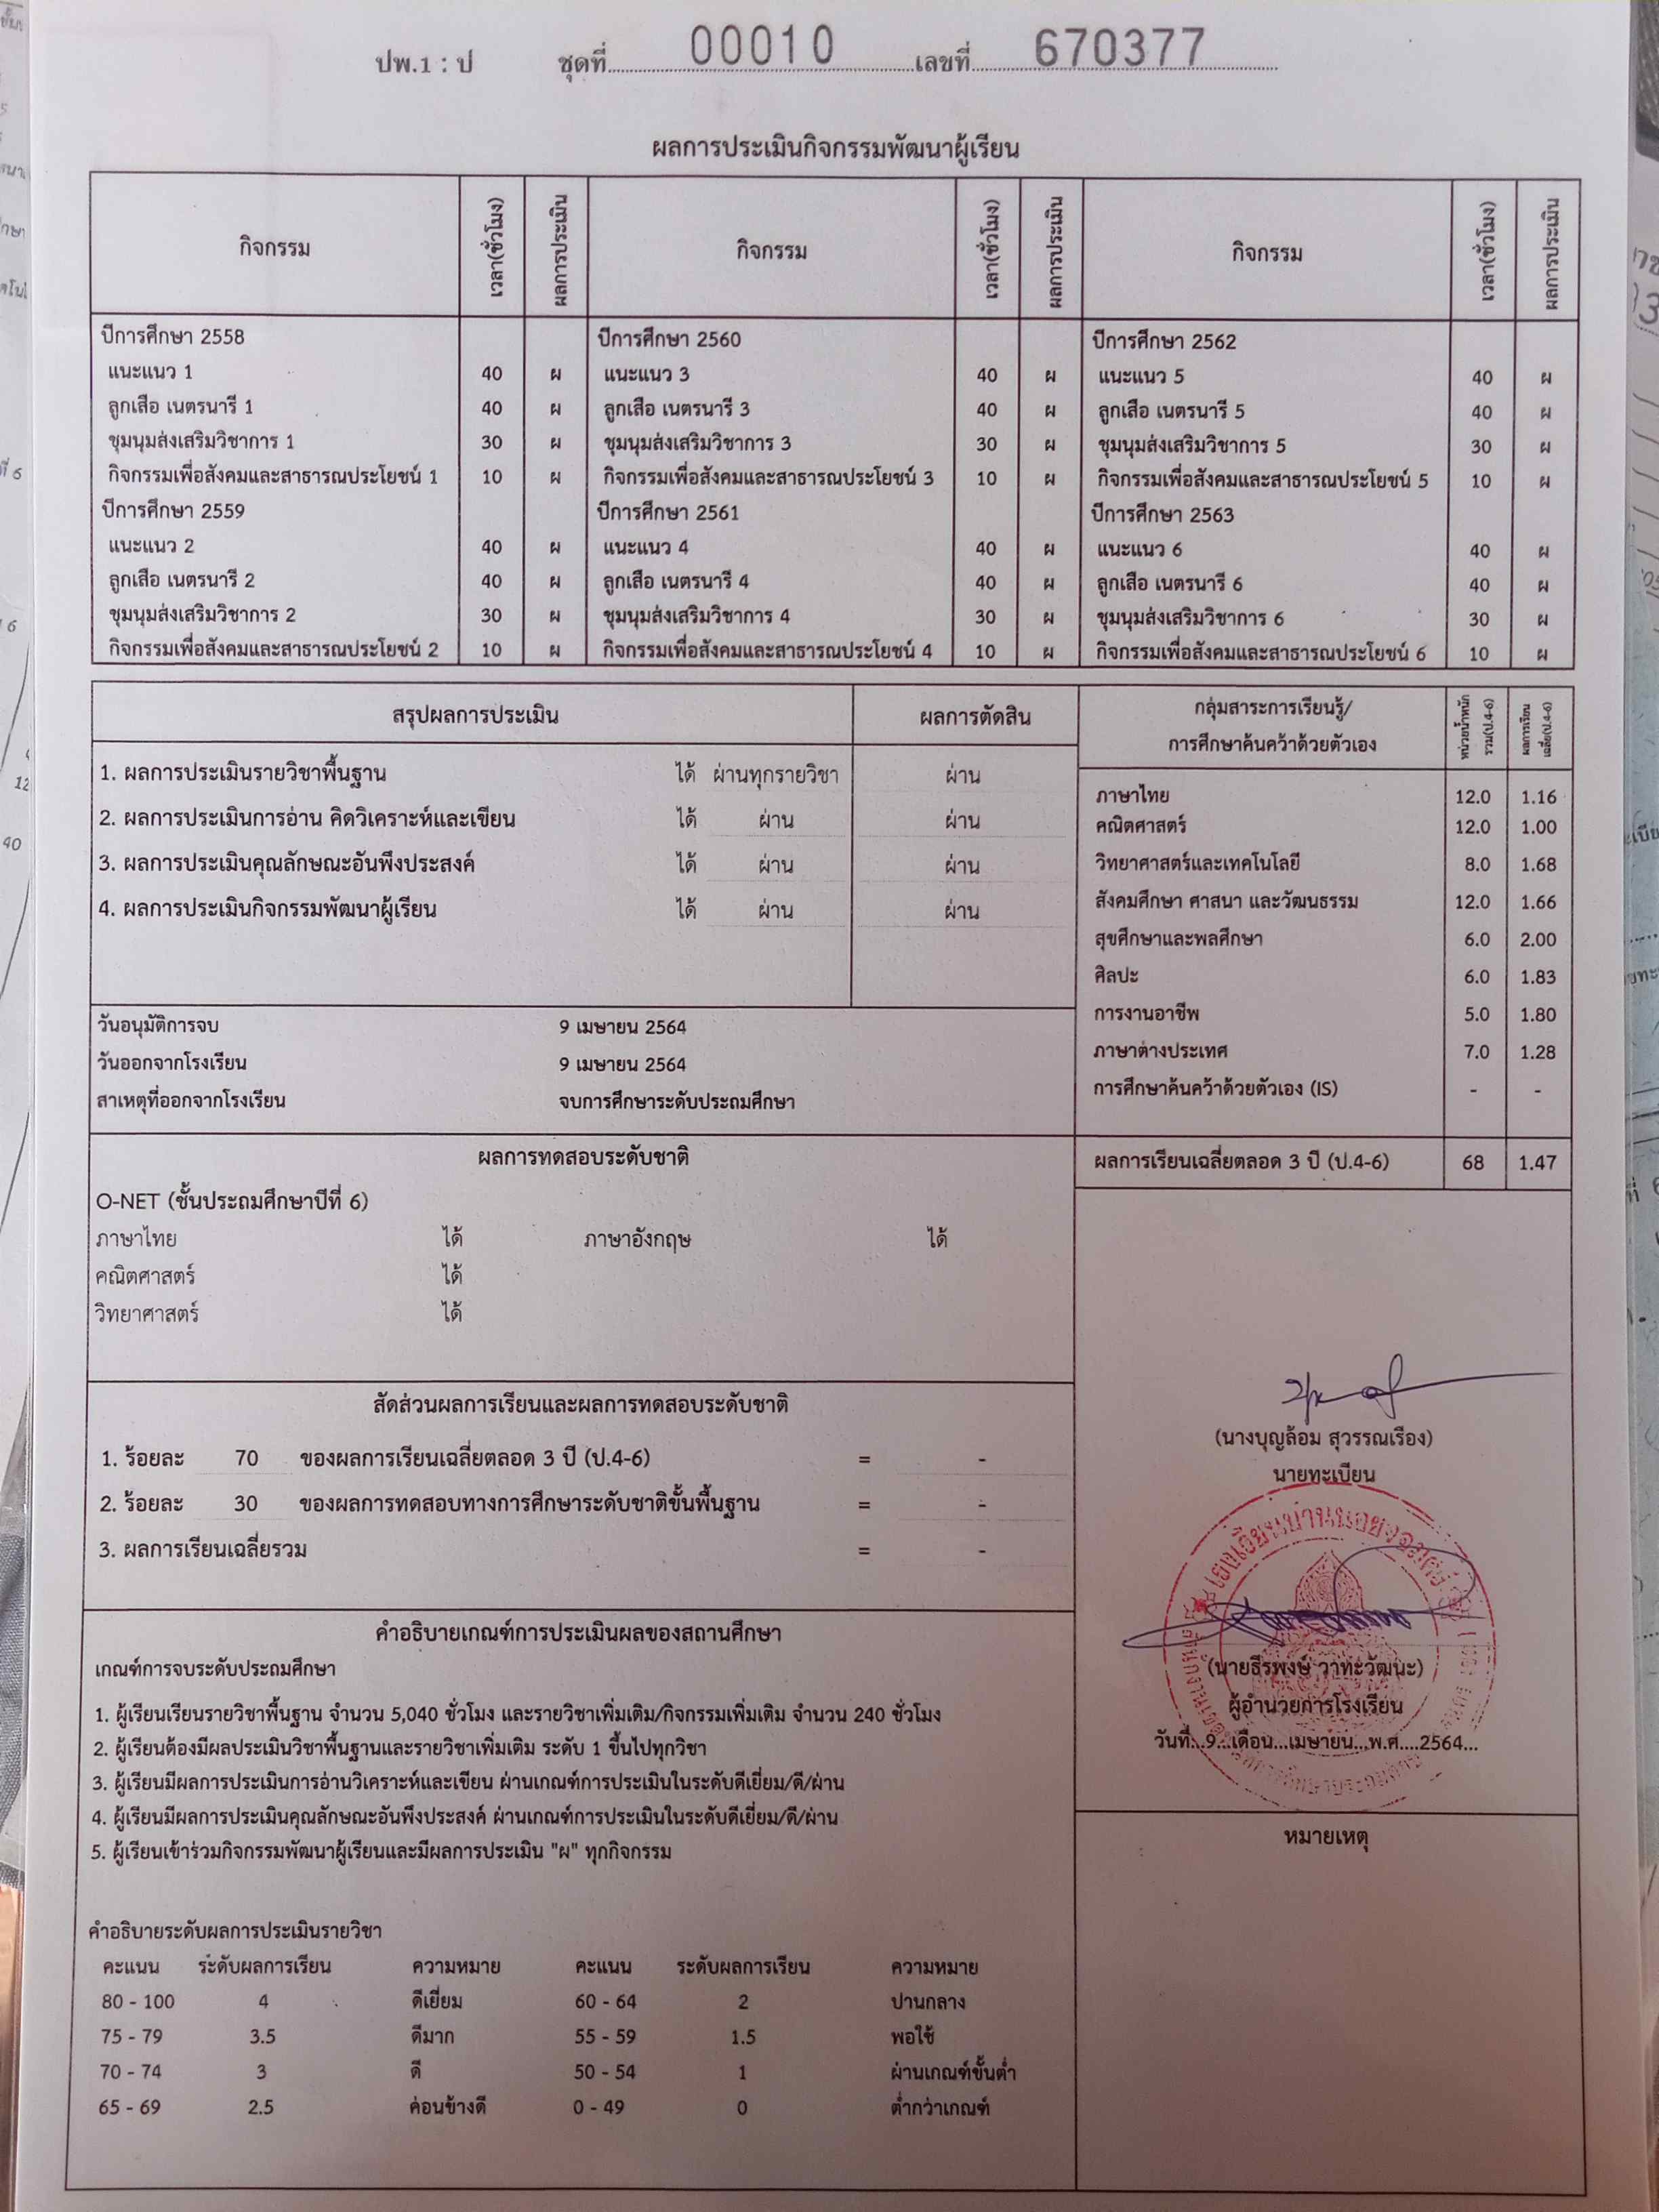 ปพ.1 : ป ชุดที่ 00010 เลขที่ 670377
ผลการประเมินกิจกรรมพัฒนาผู้เรียน
กิจกรรม เวลา(ชั่วโมง) ผลการประเมิน กิจกรรม เวลา(ชั่วโมง) ผลการประเมิน กิจกรรม เวลา(ชั่วโมง) ผลการประเมิน
ปีการศึกษา 2558 ปีการศึกษา 2560 ปีการศึกษา 2562
แนะแนว 1 40 ผ แนะแนว 3 40 ผ แนะแนว 5 40 ผ
ลูกเสือ เนตรนารี 1 40 ผ ลูกเสือ เนตรนารี 3 40 ผ ลูกเสือ เนตรนารี 5 40 ผ
ชุมนุมส่งเสริมวิชาการ 1 30 ผ ชุมนุมส่งเสริมวิชาการ 3 30 ผ ชุมนุมส่งเสริมวิชาการ 5 30 ผ
กิจกรรมเพื่อสังคมและสาธารณประโยชน์ 1 10 ผ กิจกรรมเพื่อสังคมและสาธารณประโยชน์ 3 10 ผ กิจกรรมเพื่อสังคมและสาธารณประโยชน์ 5 10 ผ
ปีการศึกษา 2559 ปีการศึกษา 2561 ปีการศึกษา 2563
แนะแนว 2 40 ผ แนะแนว 4 40 ผ แนะแนว 6 40 ผ
ลูกเสือ เนตรนารี 2 40 ผ ลูกเสือ เนตรนารี 4 40 ผ ลูกเสือ เนตรนารี 6 40 ผ
ชุมนุมส่งเสริมวิชาการ 2 30 ผ ชุมนุมส่งเสริมวิชาการ 4 30 ผ ชุมนุมส่งเสริมวิชาการ 6 30 ผ
กิจกรรมเพื่อสังคมและสาธารณประโยชน์ 2 10 ผ กิจกรรมเพื่อสังคมและสาธารณประโยชน์ 4 10 ผ กิจกรรมเพื่อสังคมและสาธารณประโยชน์ 6 10 ผ
สรุปผลการประเมิน ผลการตัดสิน
1. ผลการประเมินรายวิชาพื้นฐาน ได้ ผ่านทุกรายวิชา ผ่าน
2. ผลการประเมินการอ่าน คิดวิเคราะห์และเขียน ได้ ผ่าน ผ่าน
3. ผลการประเมินคุณลักษณะอันพึงประสงค์ ได้ ผ่าน ผ่าน
4. ผลการประเมินกิจกรรมพัฒนาผู้เรียน ได้ ผ่าน ผ่าน
วันอนุมัติการจบ 9 เมษายน 2564
วันออกจากโรงเรียน 9 เมษายน 2564
สาเหตุที่ออกจากโรงเรียน จบการศึกษาระดับประถมศึกษา
กลุ่มสาระการเรียนรู้/ การศึกษาค้นคว้าด้วยตัวเอง หน่วยน้ำหนัก รวม(ป.4-6) ผลการเรียน เฉลี่ย(ป.4-6)
ภาษาไทย 12.0 1.16
คณิตศาสตร์ 12.0 1.00
วิทยาศาสตร์และเทคโนโลยี 8.0 1.68
สังคมศึกษา ศาสนา และวัฒนธรรม 12.0 1.66
สุขศึกษาและพลศึกษา 6.0 2.00
ศิลปะ 6.0 1.83
การงานอาชีพ 5.0 1.80
ภาษาต่างประเทศ 7.0 1.28
การศึกษาค้นคว้าด้วยตัวเอง (IS) - -
ผลการเรียนเฉลี่ยตลอด 3 ปี (ป.4-6) 68 1.47
ผลการทดสอบระดับชาติ
O-NET (ชั้นประถมศึกษาปีที่ 6)
ภาษาไทย ได้ ภาษาอังกฤษ ได้
คณิตศาสตร์ ได้
วิทยาศาสตร์ ได้
สัดส่วนผลการเรียนและผลการทดสอบระดับชาติ
1. ร้อยละ 70 ของผลการเรียนเฉลี่ยตลอด 3 ปี (ป.4-6) = -
2. ร้อยละ 30 ของผลการทดสอบทางการศึกษาระดับชาติขั้นพื้นฐาน = -
3. ผลการเรียนเฉลี่ยรวม = -
(นางบุญล้อม สุวรรณเรือง)
นายทะเบียน
(นายธีรพงษ์ วาทะวัฒนะ)
ผู้อำนวยการโรงเรียน
วันที่...9...เดือน...เมษายน...พ.ศ....2564...
หมายเหตุ
คำอธิบายเกณฑ์การประเมินผลของสถานศึกษา
เกณฑ์การจบระดับประถมศึกษา
1. ผู้เรียนเรียนรายวิชาพื้นฐาน จำนวน 5,040 ชั่วโมง และรายวิชาเพิ่มเติม/กิจกรรมเพิ่มเติม จำนวน 240 ชั่วโมง
2. ผู้เรียนต้องมีผลประเมินวิชาพื้นฐานและรายวิชาเพิ่มเติม ระดับ 1 ขึ้นไปทุกวิชา
3. ผู้เรียนมีผลการประเมินการอ่านวิเคราะห์และเขียน ผ่านเกณฑ์การประเมินในระดับดีเยี่ยม/ดี/ผ่าน
4. ผู้เรียนมีผลการประเมินคุณลักษณะอันพึงประสงค์ ผ่านเกณฑ์การประเมินในระดับดีเยี่ยม/ดี/ผ่าน
5. ผู้เรียนเข้าร่วมกิจกรรมพัฒนาผู้เรียนและมีผลการประเมิน "ผ" ทุกกิจกรรม
คำอธิบายระดับผลการประเมินรายวิชา
คะแนน ระดับผลการเรียน ความหมาย คะแนน ระดับผลการเรียน ความหมาย
80 - 100 4 ดีเยี่ยม 60 - 64 2 ปานกลาง
75 - 79 3.5 ดีมาก 55 - 59 1.5 พอใช้
70 - 74 3 ดี 50 - 54 1 ผ่านเกณฑ์ขั้นต่ำ
65 - 69 2.5 ค่อนข้างดี 0 - 49 0 ต่ำกว่าเกณฑ์